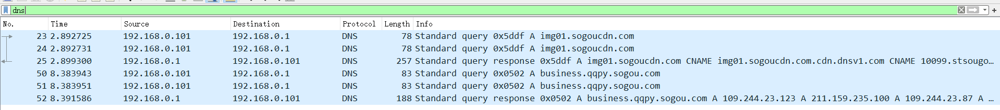 dns
No. Time Source Destination Protocol Length Info
23 2.892725 192.168.0.101 192.168.0.1 DNS 78 Standard query 0x5ddf A img01.sogoucdn.com
24 2.892731 192.168.0.101 192.168.0.1 DNS 78 Standard query 0x5ddf A img01.sogoucdn.com
25 2.899300 192.168.0.1 192.168.0.101 DNS 257 Standard query response 0x5ddf A img01.sogoucdn.com CNAME img01.sogoucdn.com.cdn.dnsv1.com CNAME 10099.stsougo…
50 8.383943 192.168.0.101 192.168.0.1 DNS 83 Standard query 0x0502 A business.qqpy.sogou.com
51 8.383951 192.168.0.101 192.168.0.1 DNS 83 Standard query 0x0502 A business.qqpy.sogou.com
52 8.391586 192.168.0.1 192.168.0.101 DNS 188 Standard query response 0x0502 A business.qqpy.sogou.com A 109.244.23.123 A 211.159.235.100 A 109.244.23.87 A …